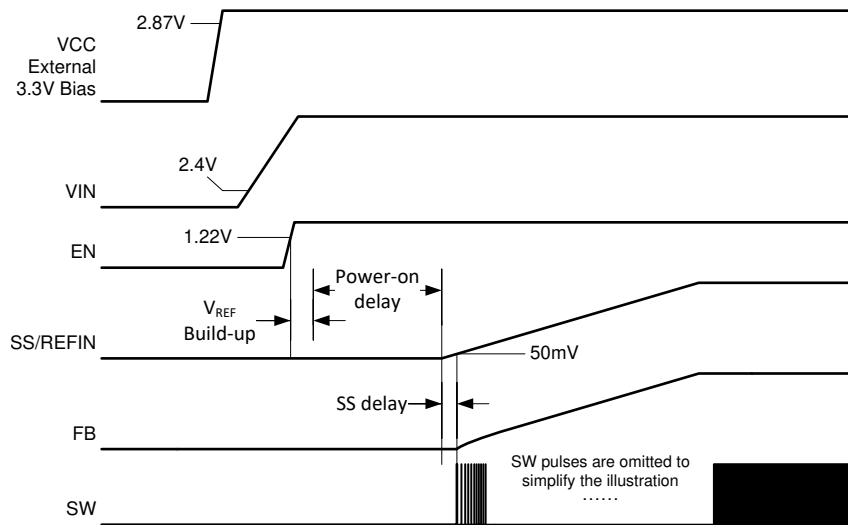 2.87V
VCC
External
3.3V Bias
2.4V
VIN
1.22V
EN
Power-on
delay
VREF
Build-up
SS/REFIN
50mV
SS delay
FB
SW pulses are omitted to
simplify the illustration
......
SW